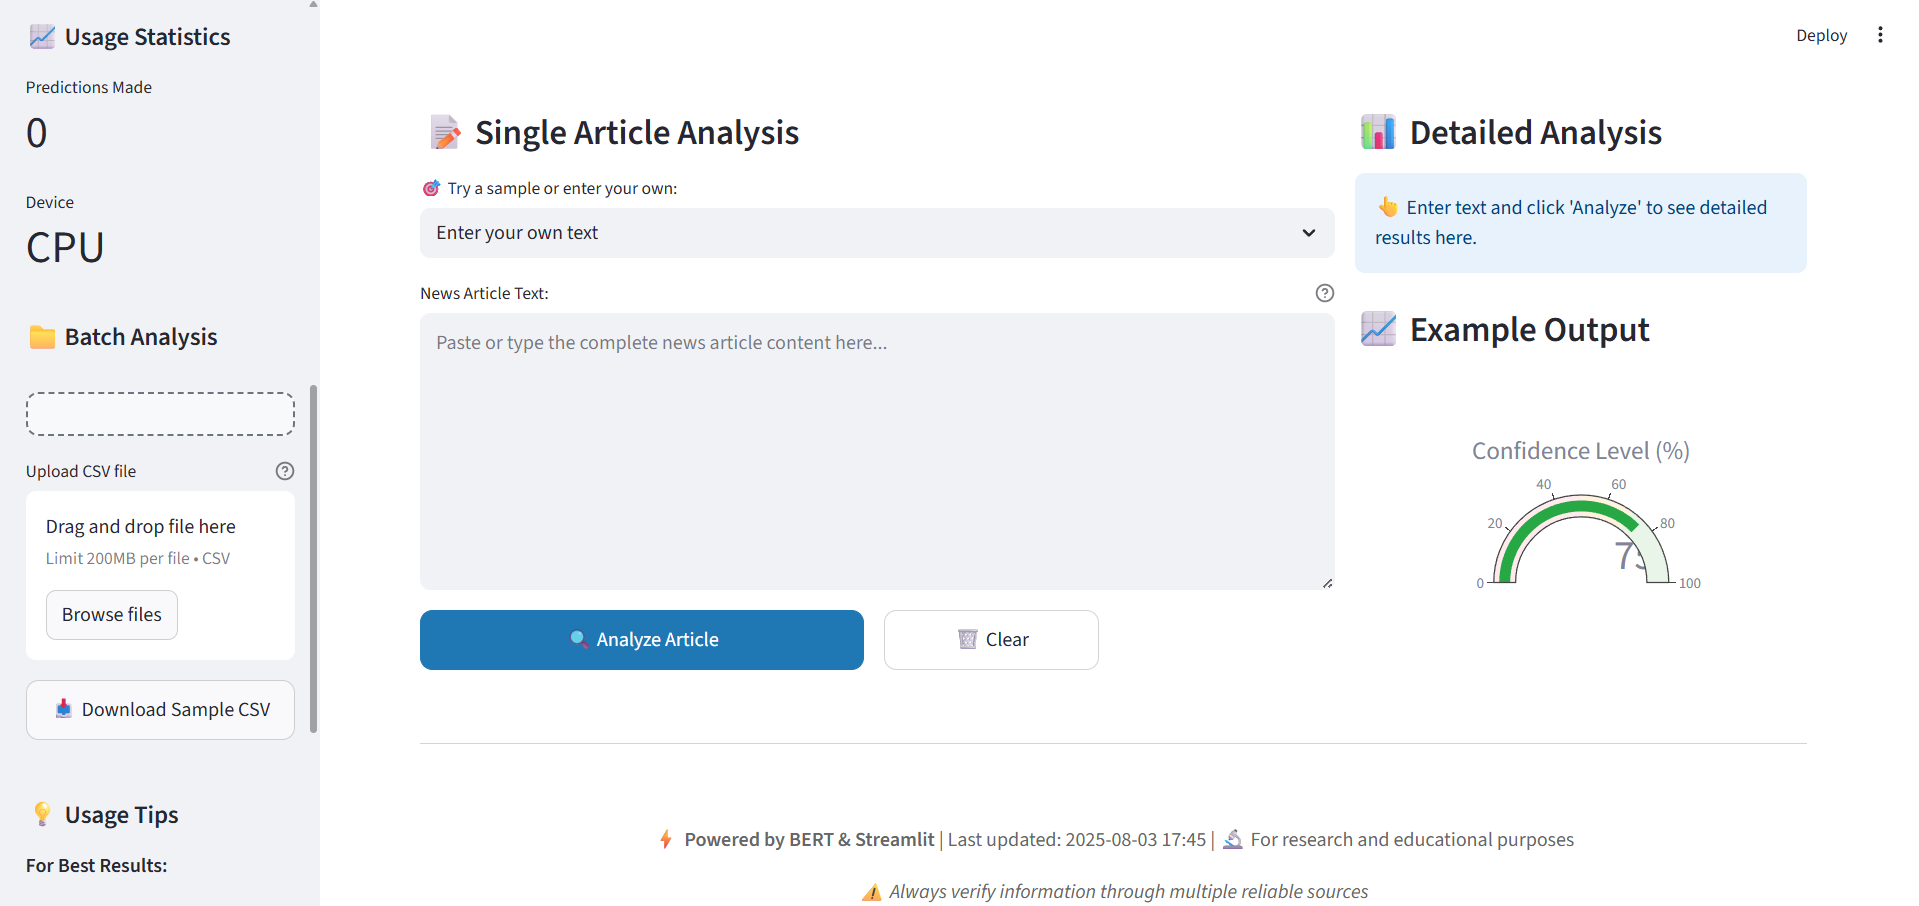 Usage Statistics
Predictions Made
0
Device
CPU
Batch Analysis
Upload CSV file
Drag and drop file here
Limit 200MB per file • CSV
Browse files
Download Sample CSV
Usage Tips
For Best Results:
Deploy
Single Article Analysis
Try a sample or enter your own:
Enter your own text
News Article Text:
Paste or type the complete news article content here...
Analyze Article
Clear
Detailed Analysis
Enter text and click 'Analyze' to see detailed
results here.
Example Output
Confidence Level (%)
0
20
40
60
80
100
Powered by BERT & Streamlit | Last updated: 2025-08-03 17:45 | For research and educational purposes
Always verify information through multiple reliable sources